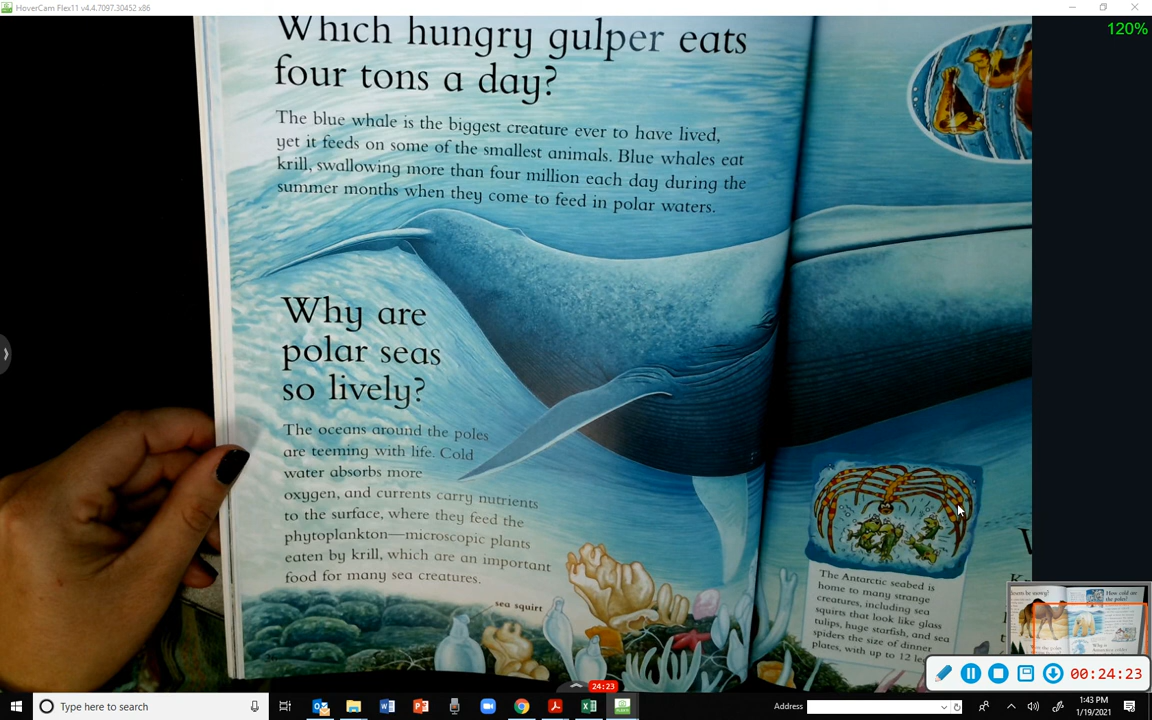 HoverCam Flex11 v4.4.7097.30452 x86
120%
Which hungry gulper eats
four tons a day?
The blue whale is the biggest creature ever to have lived,
yet it feeds on some of the smallest animals. Blue whales eat
krill, swallowing more than four million each day during the
summer months when they come to feed in polar waters.
Why are
polar seas
so lively?
The oceans around the poles
are teeming with life. Cold
water absorbs more
oxygen, and currents carry nutrients
to the surface, where they feed the
phytoplankton—microscopic plants
eaten by krill, which are an important
food for many sea creatures.
sea squirt
The Antarctic seabed is
home to many strange
creatures, including sea
squirts that look like glass
tulips, huge starfish, and sea
spiders the size of dinner
plates, with up to 12
How cold are
the poles?
00:24:23
24:23
Type here to search
Address
1:43 PM
1/19/2021